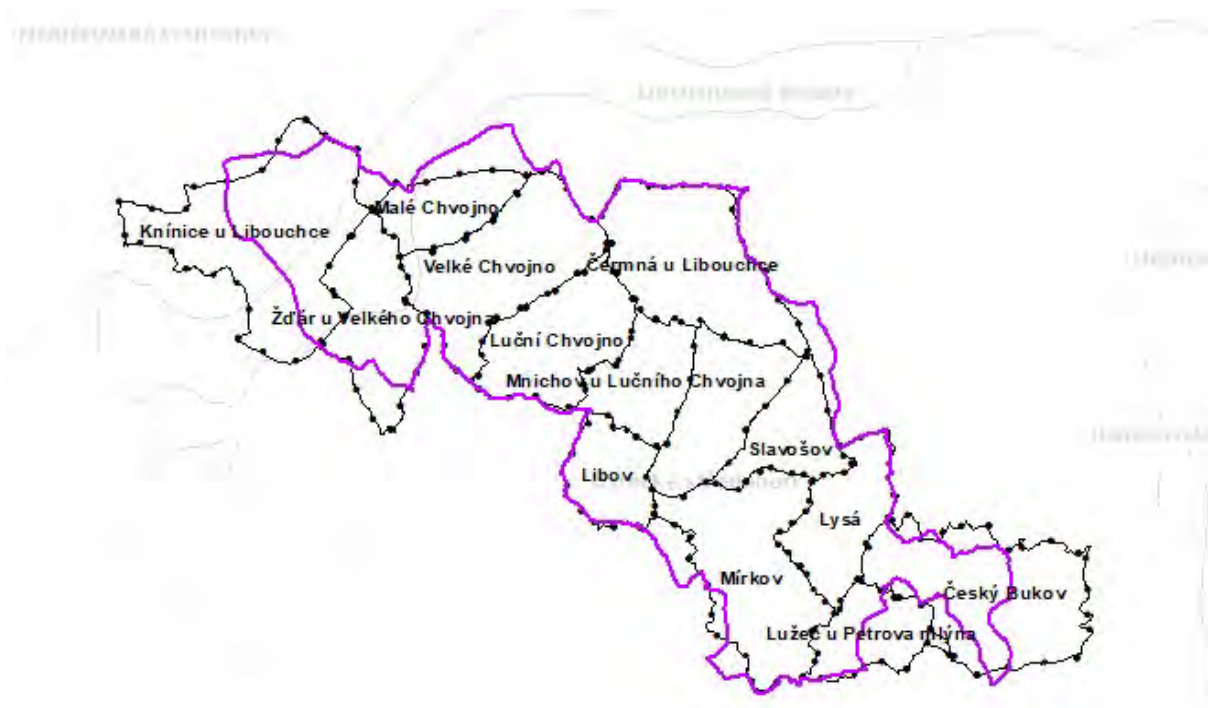 Malé Chvojno
Knínice u Libouchce
Velké Chvojno
Čermná u Libouchce
Žďár u Velkého Chvojna
Luční Chvojno
Mnichov u Lučního Chvojna
Slavošov
Libov
Lysá
Mírkov
Český Bukov
Lužec u Petrova mlýna